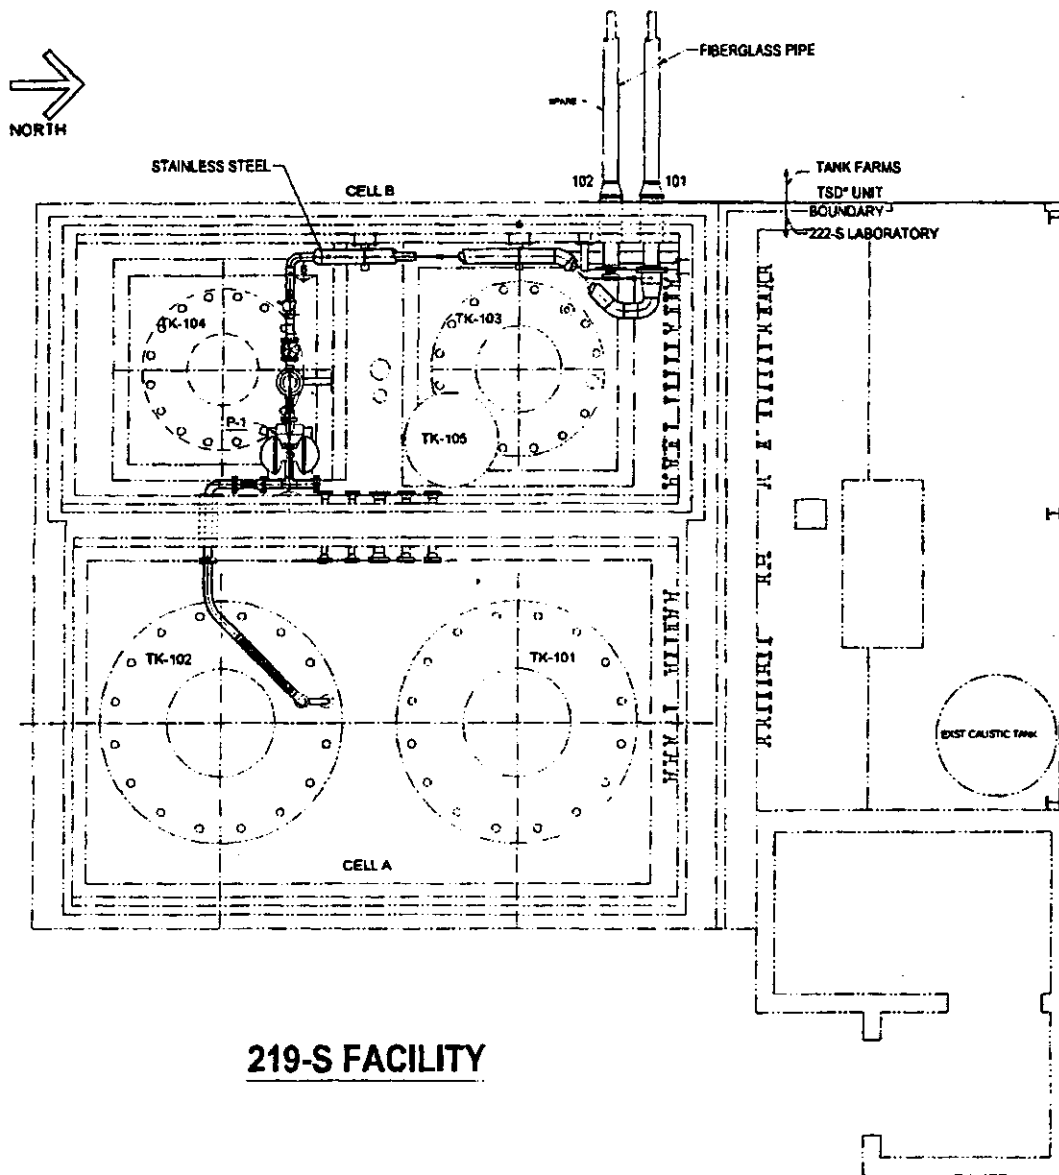 FIBERGLASS PIPE
NORTH
SPARE
STAINLESS STEEL
CELL B
102
101
TANK FARMS
TSD* UNIT
BOUNDARY
222-S LABORATORY
TK-104
TK-103
P-1
TK-105
TK-102
TK-101
EXIST CAUSTIC TANK
CELL A
219-S FACILITY